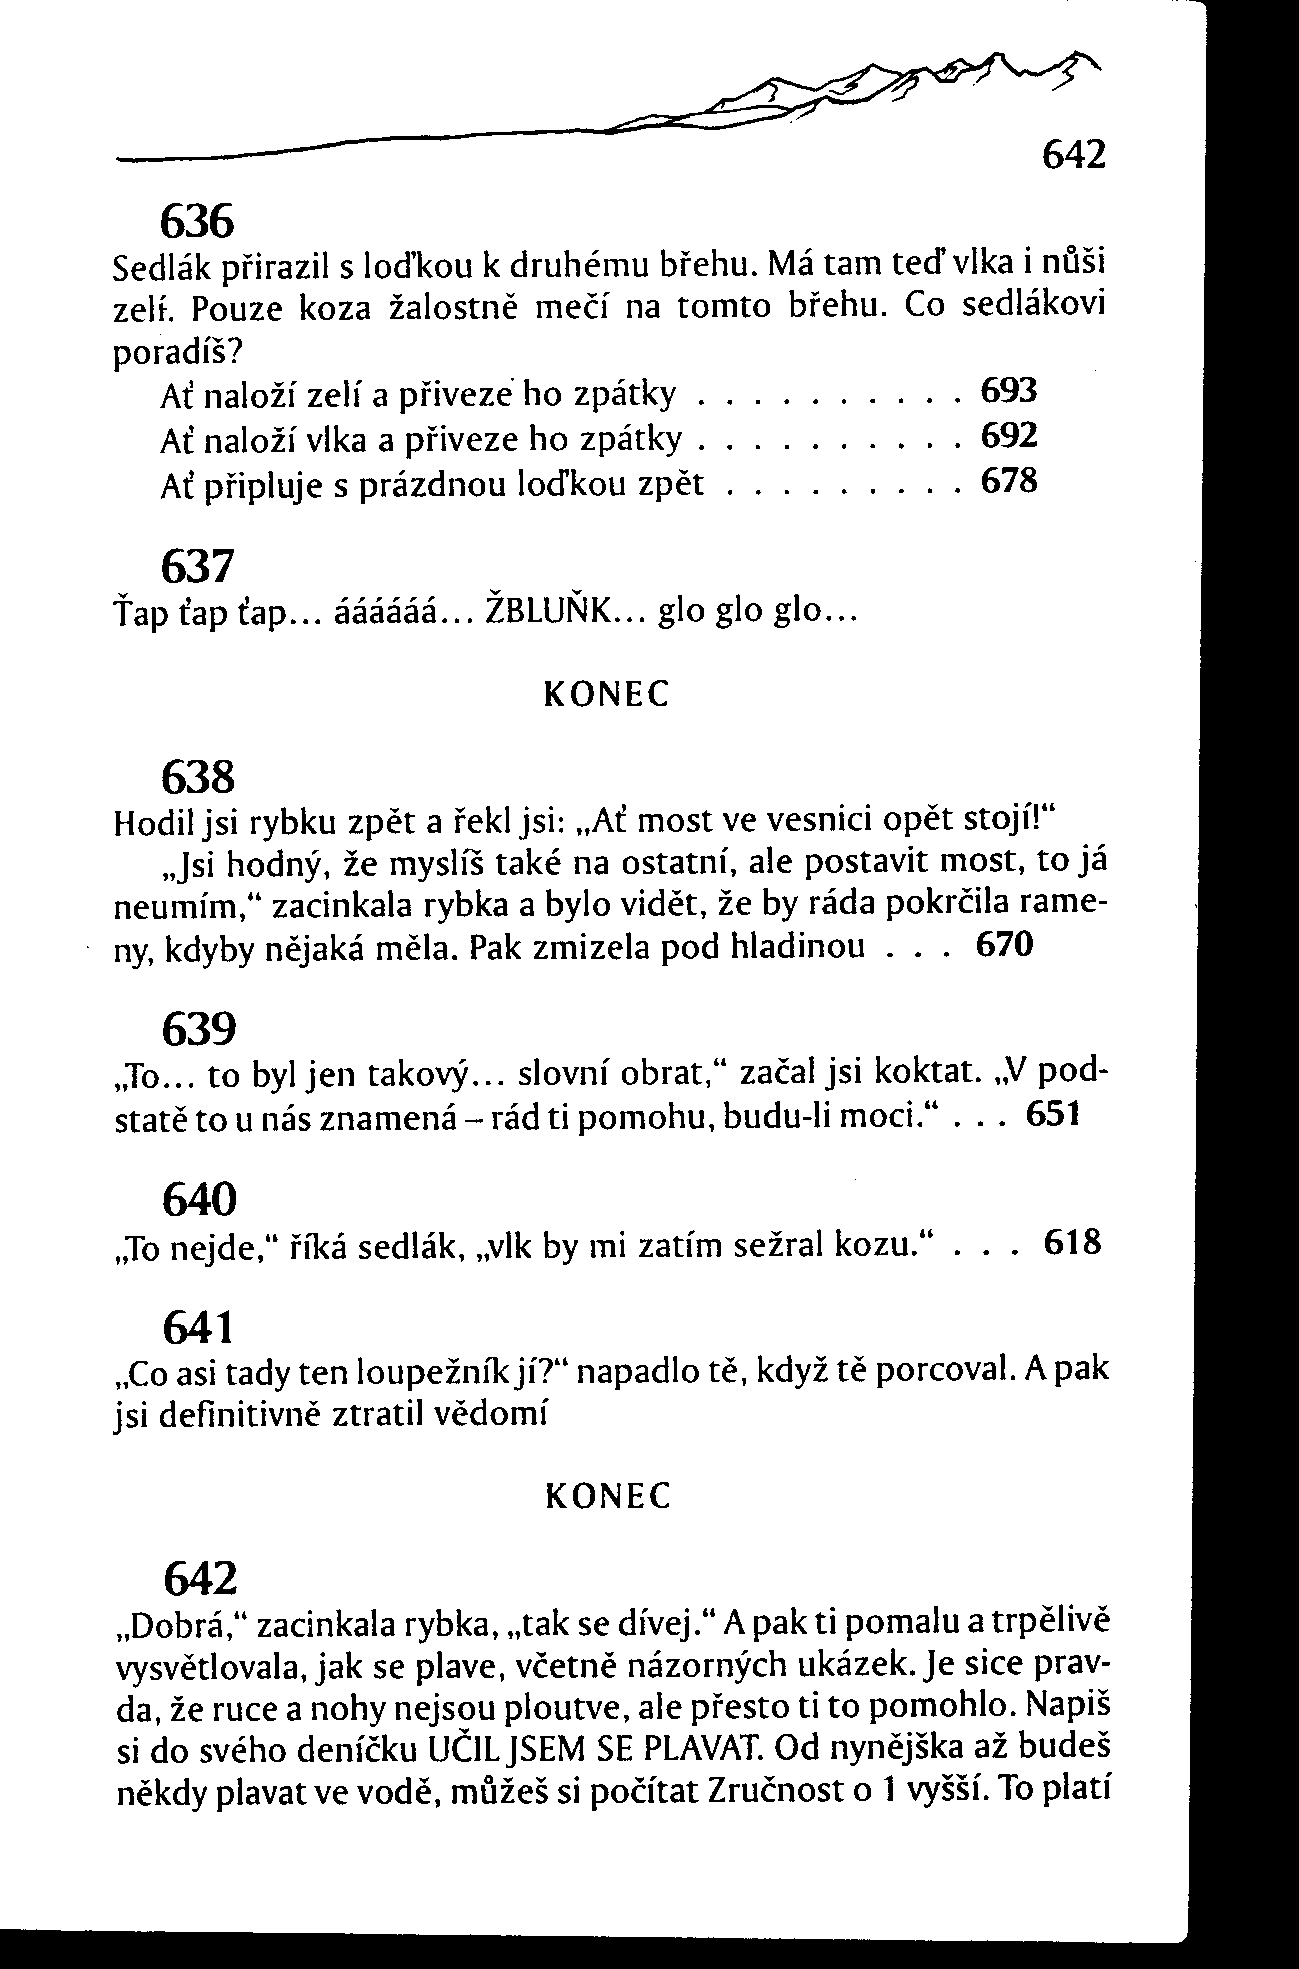 642
636
Sedlák přirazil s loďkou k druhému břehu. Má tam teď vlka i nůši
zelí. Pouze koza žalostně mečí na tomto břehu. Co sedlákovi
poradíš?
Ať naloží zelí a přiveze ho zpátky . . . . . . . . . . 693
Ať naloží vlka a přiveze ho zpátky . . . . . . . . . . 692
Ať připluje s prázdnou loďkou zpět . . . . . . . . . 678
637
Ťap ťap ťap... áááááá... ŽBLUŇK... glo glo glo...
KONEC
638
Hodil jsi rybku zpět a řekl jsi: „Ať most ve vesnici opět stojí!“
„Jsi hodný, že myslíš také na ostatní, ale postavit most, to já
neumím,“ zacinkala rybka a bylo vidět, že by ráda pokrčila rame-
ny, kdyby nějaká měla. Pak zmizela pod hladinou . . . 670
639
„To... to byl jen takový... slovní obrat,“ začal jsi koktat. „V pod-
statě to u nás znamená – rád ti pomohu, budu-li moci.“ . . . 651
640
„To nejde,“ říká sedlák, „vlk by mi zatím sežral kozu.“ . . . 618
641
„Co asi tady ten loupežník jí?“ napadlo tě, když tě porcoval. A pak
jsi definitivně ztratil vědomí
KONEC
642
„Dobrá,“ zacinkala rybka, „tak se dívej.“ A pak ti pomalu a trpělivě
vysvětlovala, jak se plave, včetně názorných ukázek. Je sice prav-
da, že ruce a nohy nejsou ploutve, ale přesto ti to pomohlo. Napiš
si do svého deníčku UČIL JSEM SE PLAVAT. Od nynějška až budeš
někdy plavat ve vodě, můžeš si počítat Zručnost o 1 vyšší. To platí